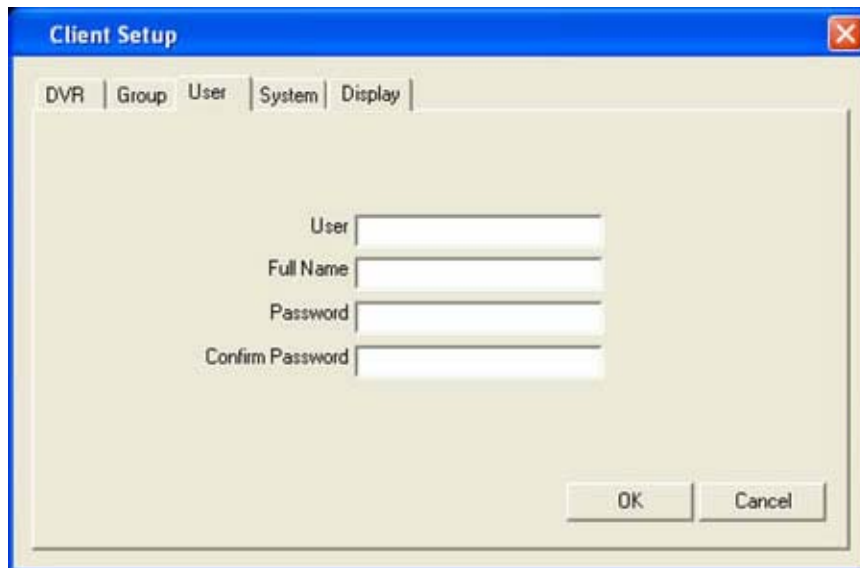 Client Setup
DVR Group User System Display
User
Full Name
Password
Confirm Password
OK Cancel